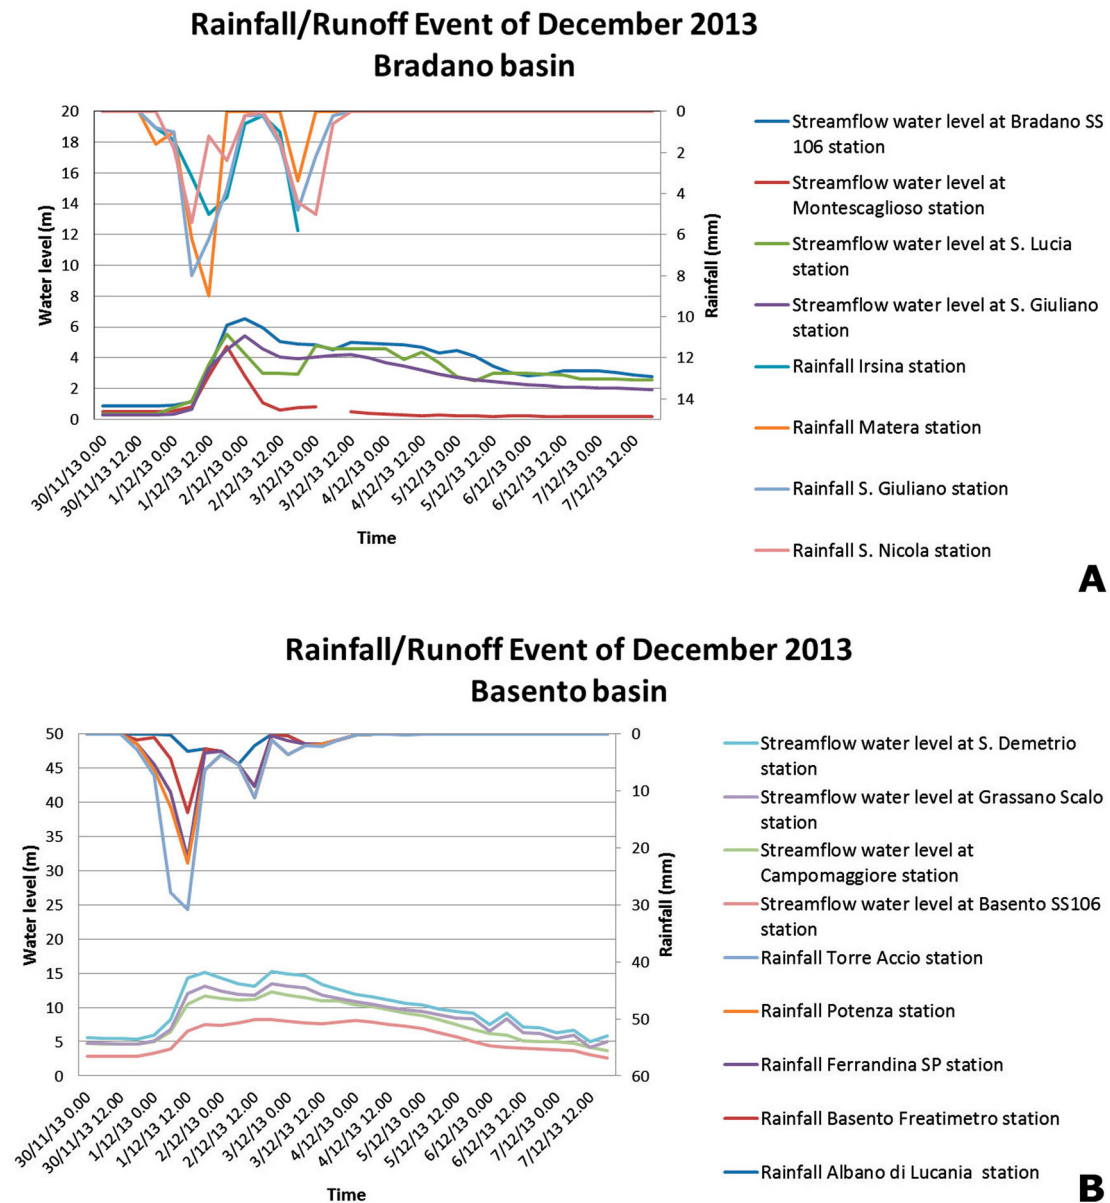 Rainfall/Runoff Event of December 2013
Bradano basin
Water level (m)
20
18
16
14
12
10
8
6
4
2
0
0
2
4
6
8
10
12
14
Rainfall (mm)
30/11/13 0.00
30/11/13 12.00
1/12/13 0.00
1/12/13 12.00
2/12/13 0.00
2/12/13 12.00
3/12/13 0.00
3/12/13 12.00
4/12/13 0.00
4/12/13 12.00
5/12/13 0.00
5/12/13 12.00
6/12/13 0.00
6/12/13 12.00
7/12/13 0.00
7/12/13 12.00
Time
Streamflow water level at Bradano SS
106 station
Streamflow water level at
Montescaglioso station
Streamflow water level at S. Lucia
station
Streamflow water level at S. Giuliano
station
Rainfall Irsina station
Rainfall Matera station
Rainfall S. Giuliano station
Rainfall S. Nicola station
A
Rainfall/Runoff Event of December 2013
Basento basin
Water level (m)
50
45
40
35
30
25
20
15
10
5
0
0
10
20
30
40
50
60
Rainfall (mm)
30/11/13 0.00
30/11/13 12.00
1/12/13 0.00
1/12/13 12.00
2/12/13 0.00
2/12/13 12.00
3/12/13 0.00
3/12/13 12.00
4/12/13 0.00
4/12/13 12.00
5/12/13 0.00
5/12/13 12.00
6/12/13 0.00
6/12/13 12.00
7/12/13 0.00
7/12/13 12.00
Time
Streamflow water level at S. Demetrio
station
Streamflow water level at Grassano Scalo
station
Streamflow water level at
Campomaggiore station
Streamflow water level at Basento SS106
station
Rainfall Torre Accio station
Rainfall Potenza station
Rainfall Ferrandina SP station
Rainfall Basento Freatimetro station
Rainfall Albano di Lucania station
B